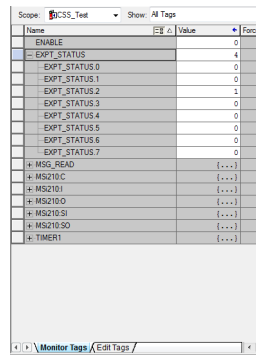 Scope: CSS_Test Show: All Tags
Name Value Forc
ENABLE 0
EXPT_STATUS 4
EXPT_STATUS.0 0
EXPT_STATUS.1 0
EXPT_STATUS.2 1
EXPT_STATUS.3 0
EXPT_STATUS.4 0
EXPT_STATUS.5 0
EXPT_STATUS.6 0
EXPT_STATUS.7 0
+ MSG_READ {...}
+ MSi210:C {...}
+ MSi210:I {...}
+ MSi210:O {...}
+ MSi210:SI {...}
+ MSi210:SO {...}
+ TIMER1 {...}
Monitor Tags Edit Tags